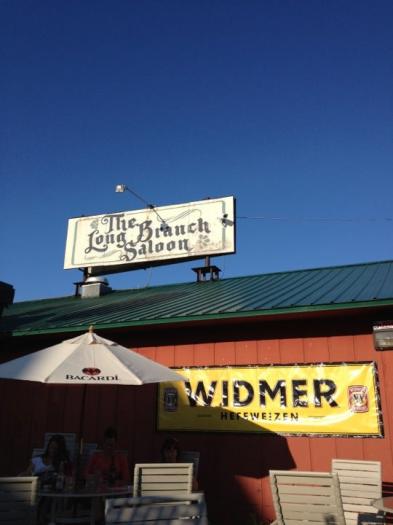 The
Long Branch
Saloon
BACARDI
WIDMER
HEFEWEIZEN